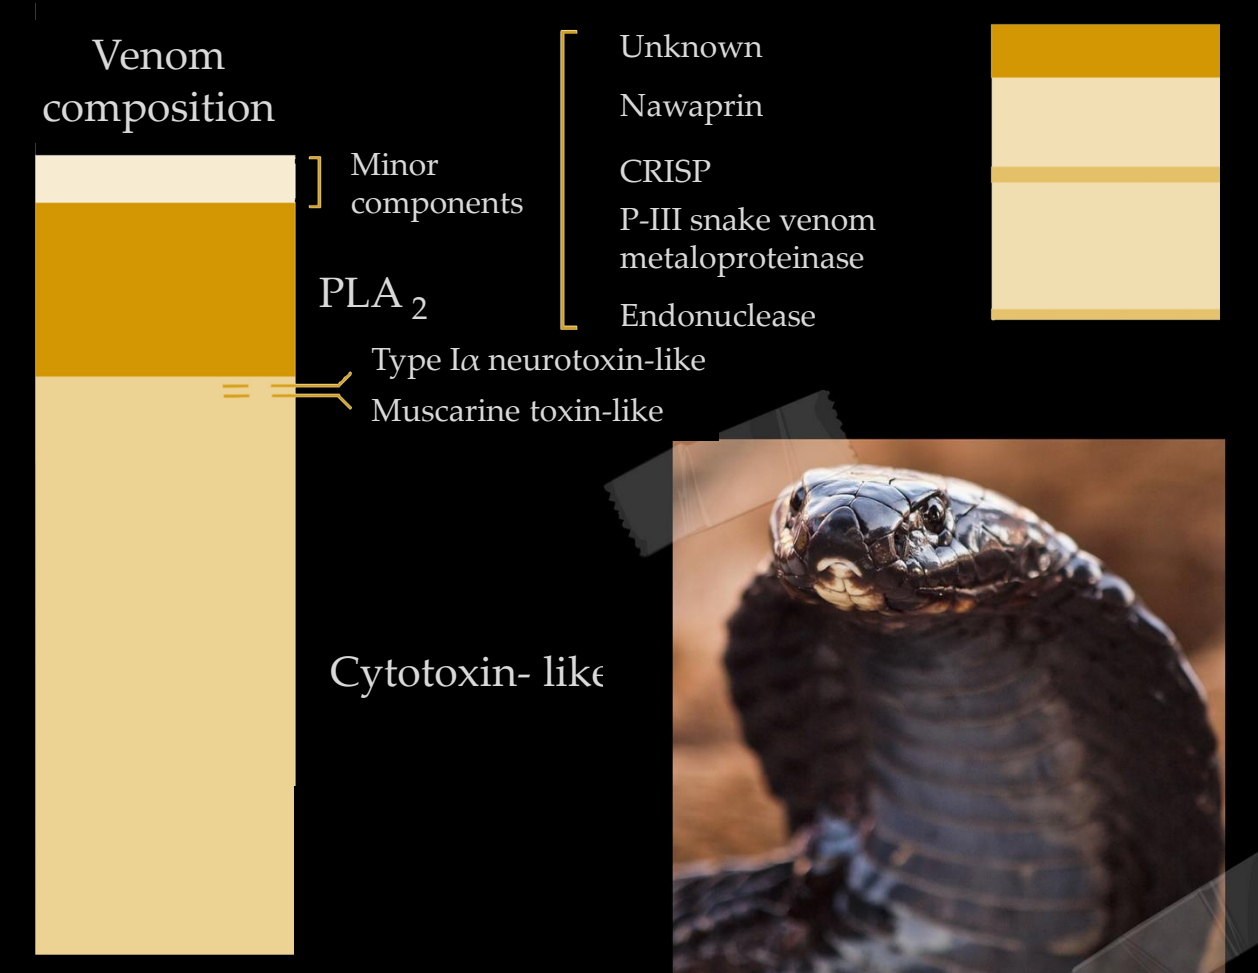 Venom
composition
Minor
components
PLA 2
Type Iα neurotoxin-like
Muscarine toxin-like
Cytotoxin- like
Unknown
Nawaprin
CRISP
P-III snake venom
metaloproteinase
Endonuclease